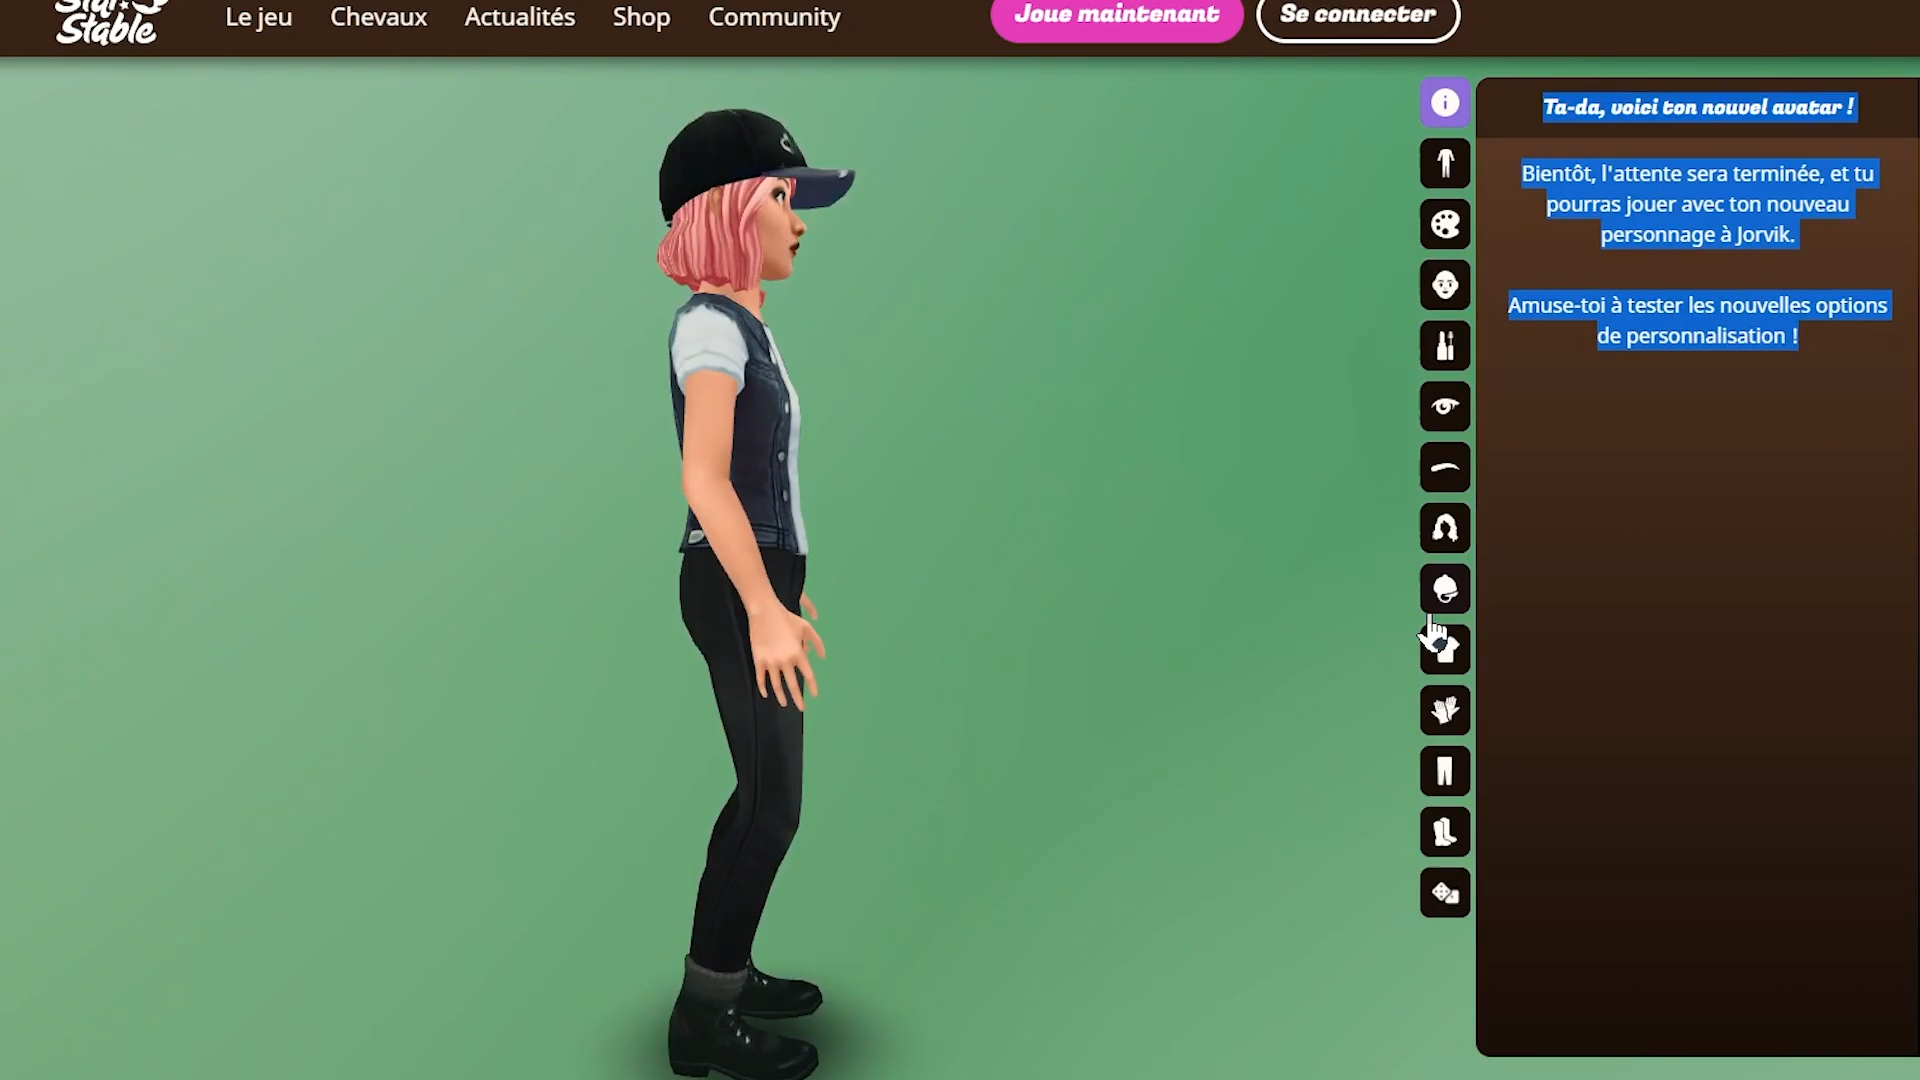 Star Stable
Le jeu
Chevaux
Actualités
Shop
Community
Joue maintenant
Se connecter
Ta-da, voici ton nouvel avatar !
Bientôt, l'attente sera terminée, et tu
pourras jouer avec ton nouveau
personnage à Jorvik.
Amuse-toi à tester les nouvelles options
de personnalisation !